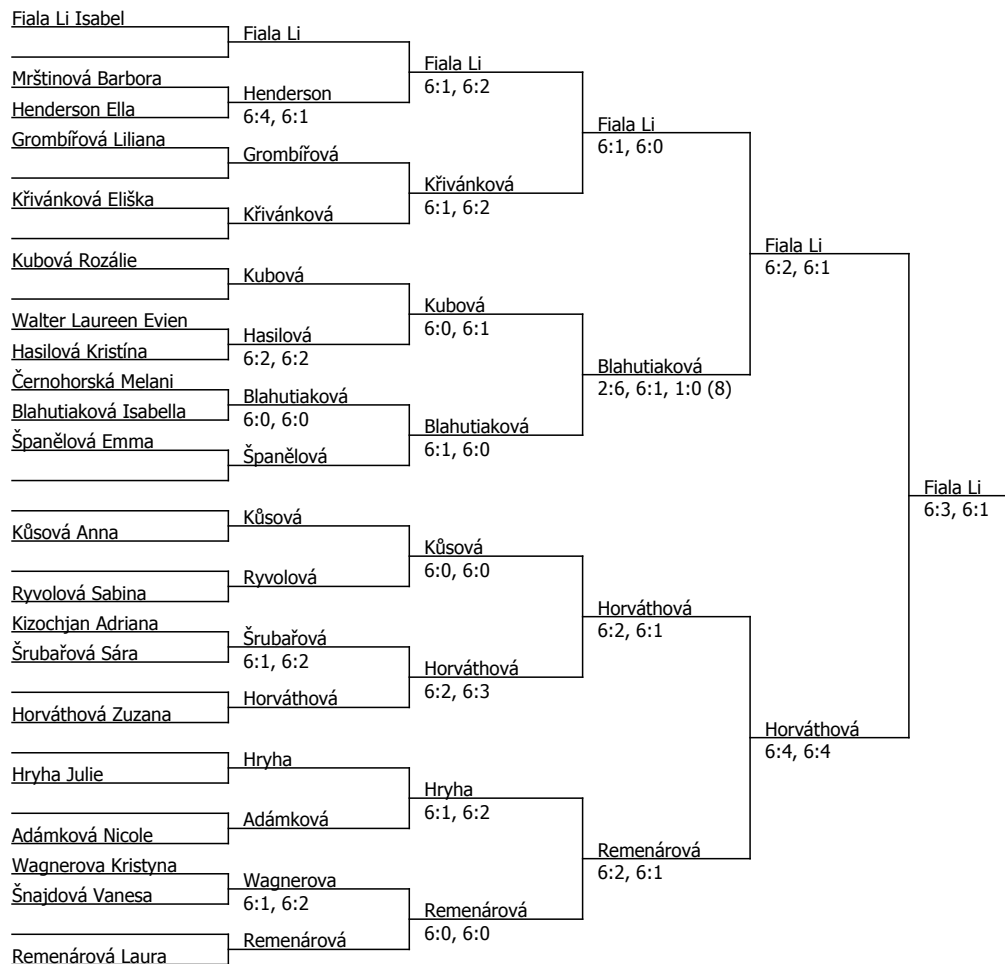 Fiala Li Isabel
Mrštinová Barbora
Henderson Ella
Grombířová Liliana
Křivánková Eliška
Kubová Rozálie
Walter Laureen Evien
Hasilová Kristína
Černohorská Melani
Blahutiaková Isabella
Španělová Emma
Kůsová Anna
Ryvolová Sabina
Kizochjan Adriana
Šrubařová Sára
Horváthová Zuzana
Hryha Julie
Adámková Nicole
Wagnerova Kristyna
Šnajdová Vanesa
Remenárová Laura
Fiala Li
Henderson
6:4, 6:1
Grombířová
Křivánková
Kubová
Hasilová
6:2, 6:2
Blahutiaková
6:0, 6:0
Španělová
Kůsová
Ryvolová
Šrubařová
6:1, 6:2
Horváthová
Hryha
Adámková
Wagnerova
6:1, 6:2
Remenárová
Fiala Li
6:1, 6:2
Křivánková
6:1, 6:2
Kubová
6:0, 6:1
Blahutiaková
6:1, 6:0
Kůsová
6:0, 6:0
Horváthová
6:2, 6:3
Hryha
6:1, 6:2
Remenárová
6:0, 6:0
Fiala Li
6:1, 6:0
Blahutiaková
2:6, 6:1, 1:0 (8)
Horváthová
6:2, 6:1
Remenárová
6:2, 6:1
Fiala Li
6:2, 6:1
Horváthová
6:4, 6:4
Fiala Li
6:3, 6:1